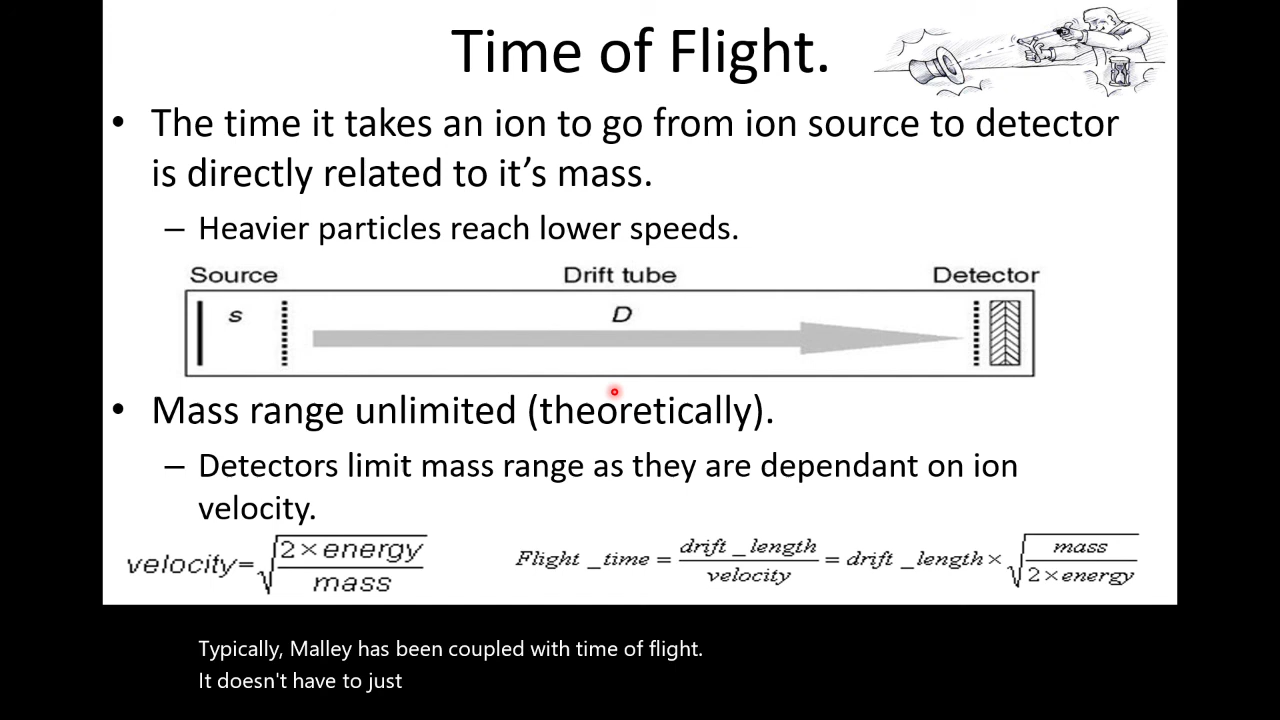 Time of Flight.
• The time it takes an ion to go from ion source to detector
is directly related to it's mass.
– Heavier particles reach lower speeds.
Source Drift tube Detector
s D
• Mass range unlimited (theoretically).
– Detectors limit mass range as they are dependant on ion
velocity.
velocity=√(2×energy/mass) Flight_time = drift_length/velocity = drift_length×√(mass/2×energy)
Typically, Malley has been coupled with time of flight.
It doesn't have to just